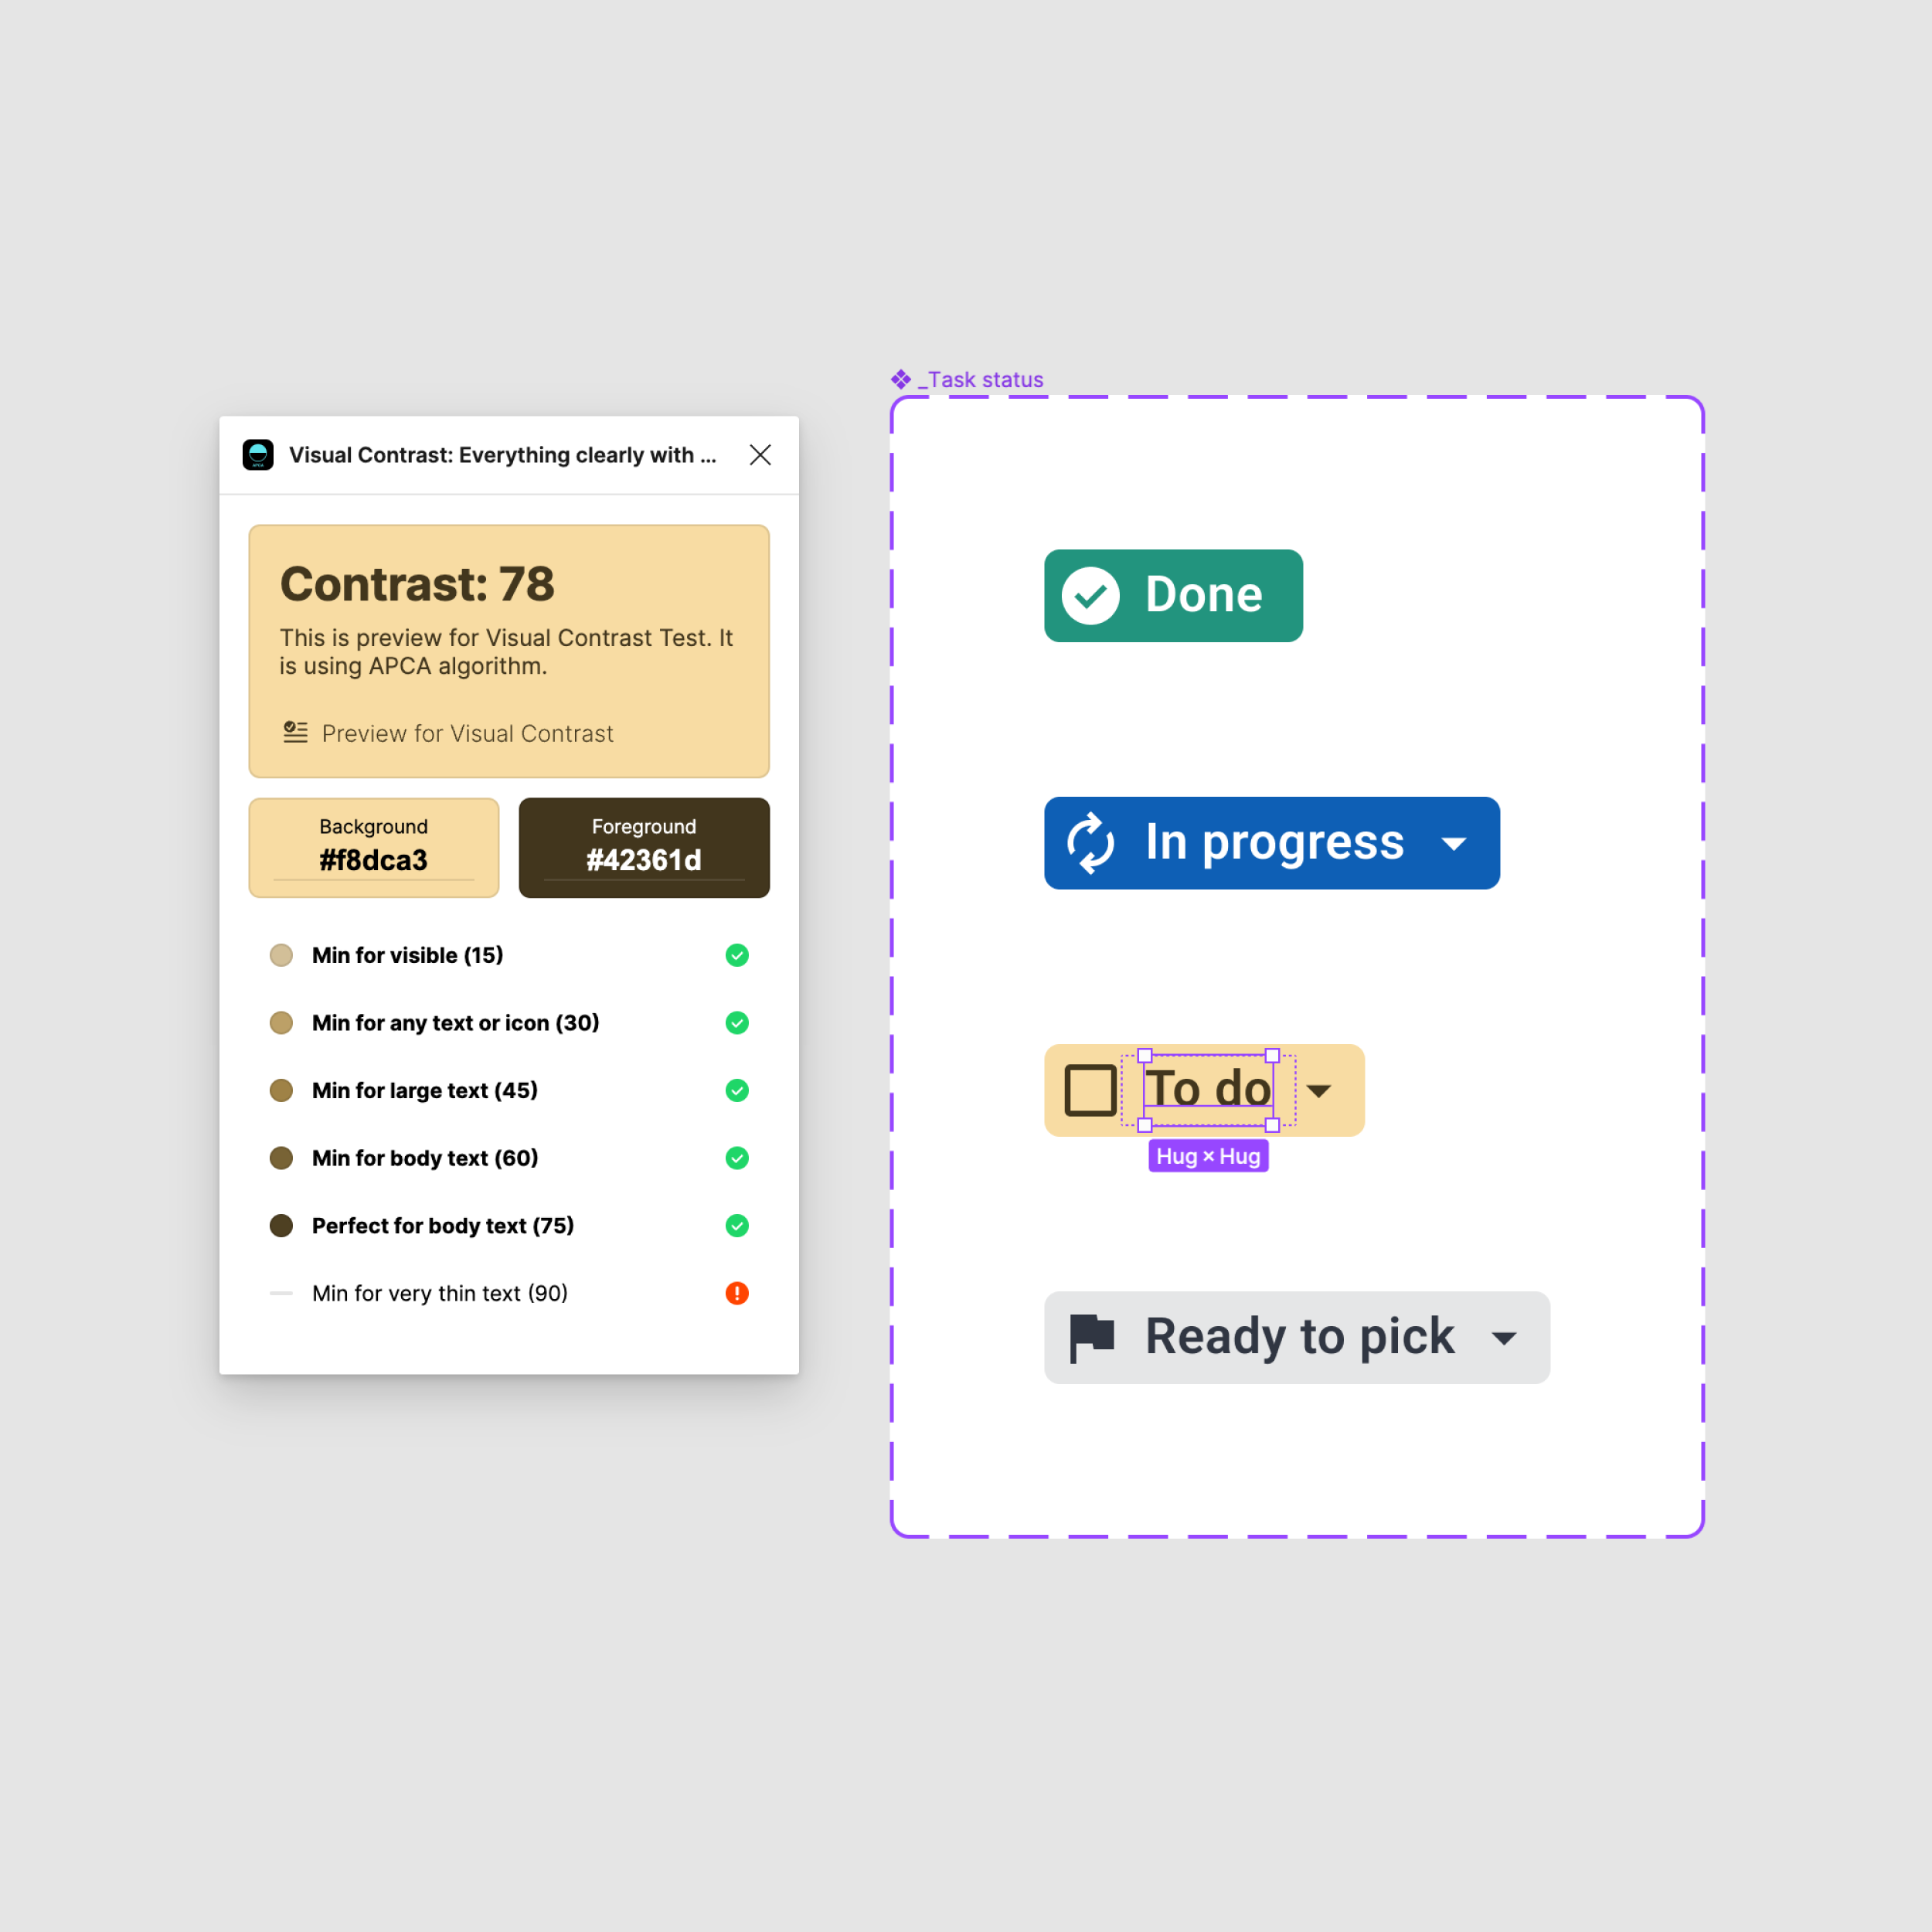 Visual Contrast: Everything clearly with ...
Contrast: 78
This is preview for Visual Contrast Test. It
is using APCA algorithm.
Preview for Visual Contrast
Background
#f8dca3
Foreground
#42361d
Min for visible (15)
Min for any text or icon (30)
Min for large text (45)
Min for body text (60)
Perfect for body text (75)
Min for very thin text (90)
_Task status
Done
In progress
To do
Hug × Hug
Ready to pick